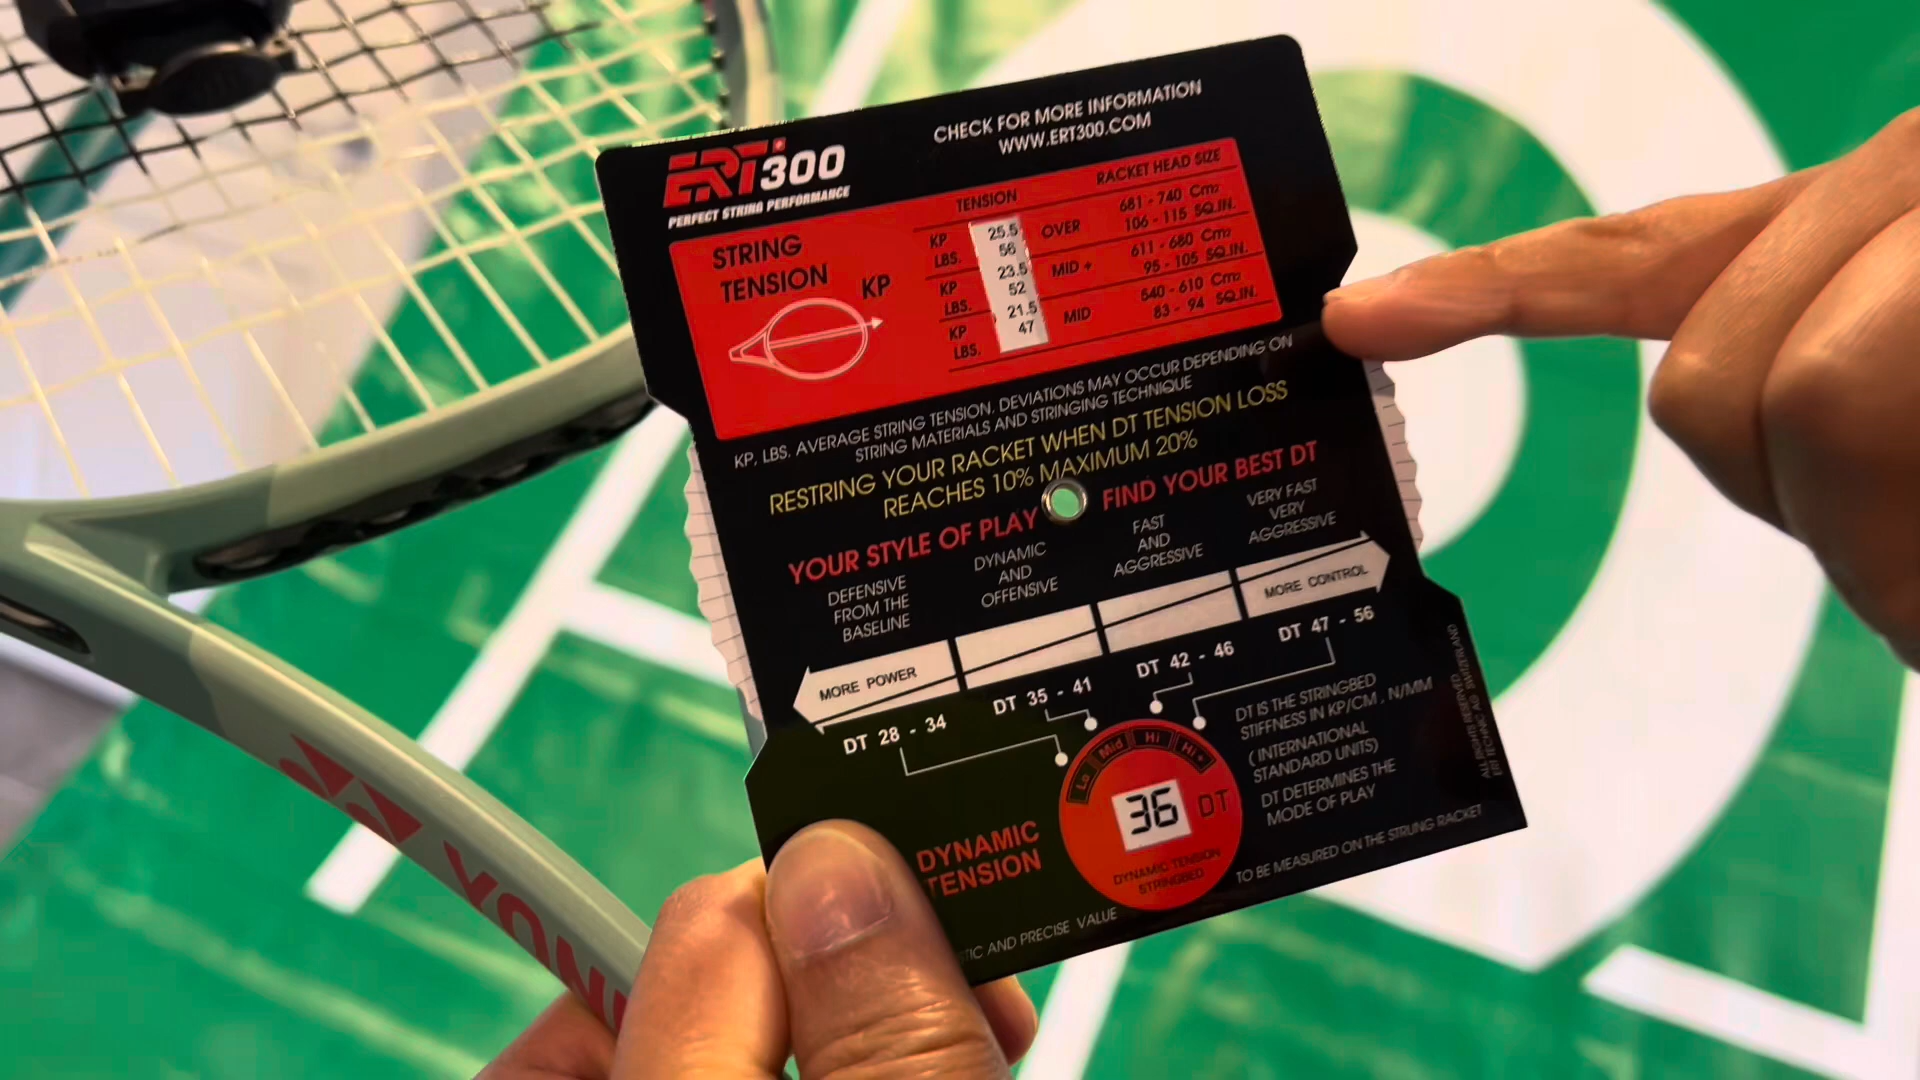 ERT300
PERFECT STRING PERFORMANCE
CHECK FOR MORE INFORMATION
WWW.ERT300.COM
STRING
TENSION
KP
TENSION
RACKET HEAD SIZE
KP 25.5 OVER 681 - 740 Cm2
LBS. 56 106 - 115 SQ.IN.
KP 23.5 MID + 611 - 680 Cm2
LBS. 52 95 - 105 SQ.IN.
KP 21.5 MID 540 - 610 Cm2
LBS. 47 83 - 94 SQ.IN.
KP, LBS. AVERAGE STRING TENSION. DEVIATIONS MAY OCCUR DEPENDING ON
STRING MATERIALS AND STRINGING TECHNIQUE
RESTRING YOUR RACKET WHEN DT TENSION LOSS
REACHES 10% MAXIMUM 20%
YOUR STYLE OF PLAY FIND YOUR BEST DT
DEFENSIVE
FROM THE
BASELINE
DYNAMIC
AND
OFFENSIVE
FAST
AND
AGGRESSIVE
VERY FAST
VERY
AGGRESSIVE
MORE POWER
MORE CONTROL
DT 28 - 34
DT 35 - 41
DT 42 - 46
DT 47 - 56
Lo Mid Hi Hi+
36 DT
DYNAMIC TENSION
STRINGBED
DYNAMIC
TENSION
DT IS THE STRINGBED
STIFFNESS IN KP/CM , N/MM
( INTERNATIONAL
STANDARD UNITS)
DT DETERMINES THE
MODE OF PLAY
TO BE MEASURED ON THE STRUNG RACKET
AND PRECISE VALUE
ALL RIGHTS RESERVED